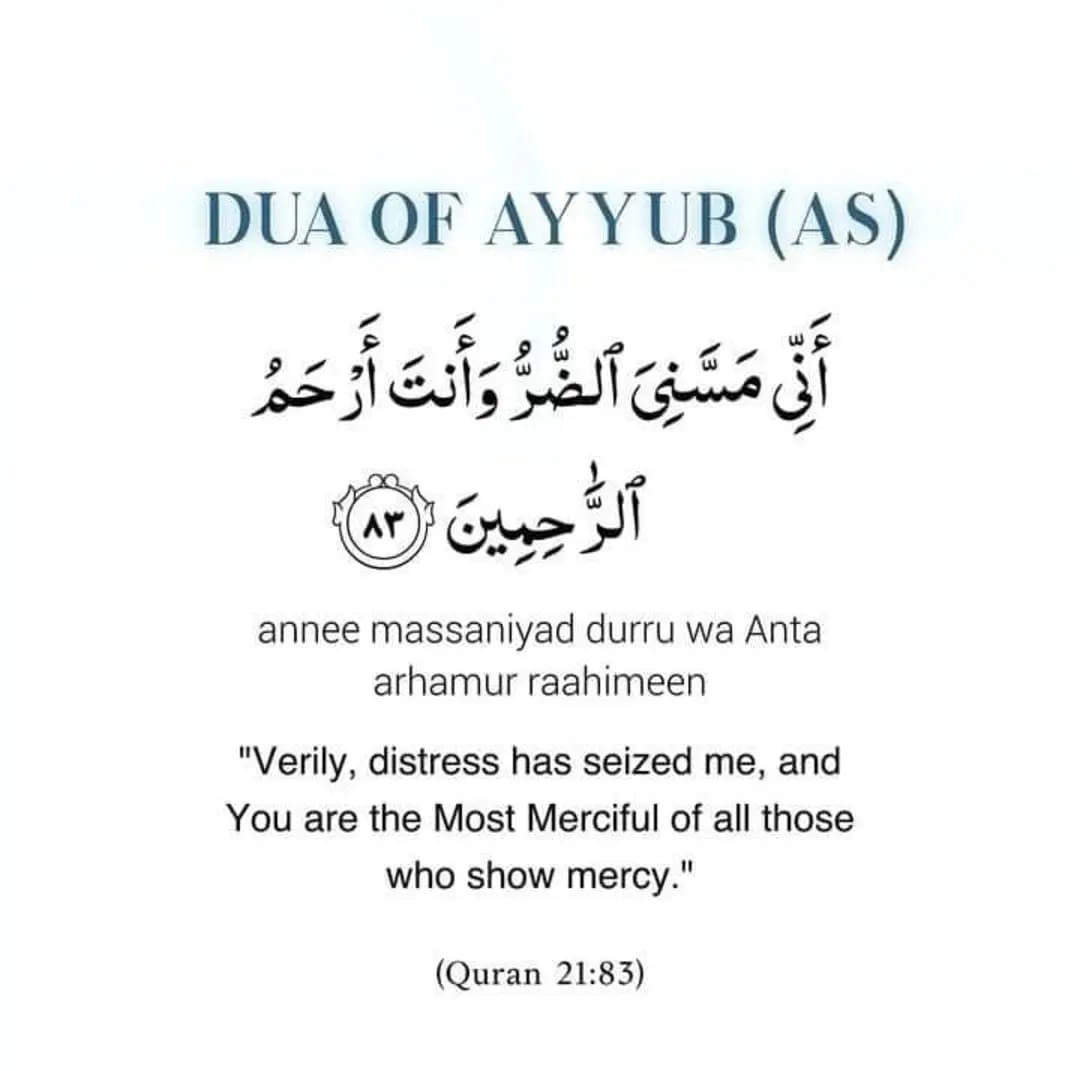 DUA OF AYYUB (AS)
أَنِّي مَسَّنِىَ ٱلضُّرُّ وَأَنتَ أَرْحَمُ
ٱلرَّٰحِمِينَ ٨٣
annee massaniyad durru wa Anta
arhamur raahimeen
"Verily, distress has seized me, and
You are the Most Merciful of all those
who show mercy."
(Quran 21:83)